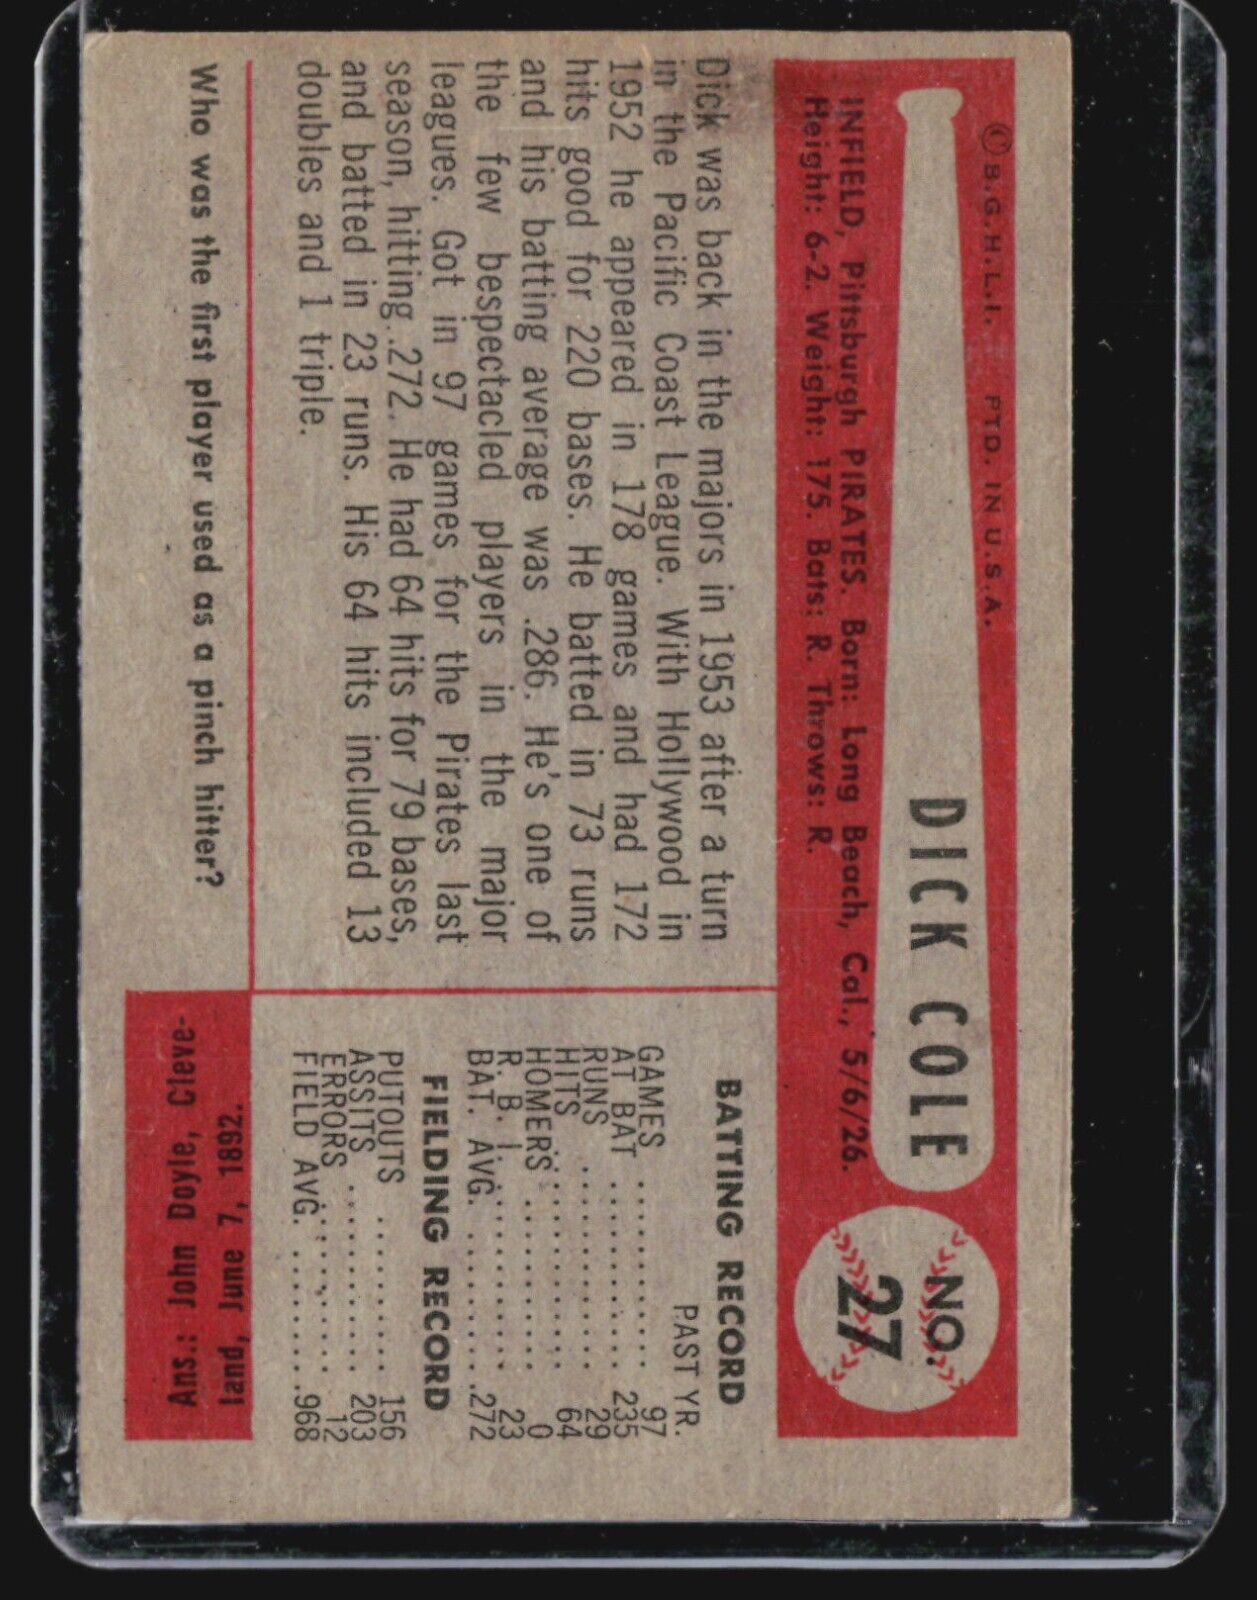 © B.G.H.L.I. PTD. IN U.S.A.
DICK COLE
NO.
27
INFIELD, Pittsburgh PIRATES. Born: Long Beach, Cal., 5/6/26.
Height: 6-2. Weight: 175. Bats: R. Throws: R.
Dick was back in the majors in 1953 after a turn
in the Pacific Coast League. With Hollywood in
1952 he appeared in 178 games and had 172
hits good for 220 bases. He batted in 73 runs
and his batting average was .286. He's one of
the few bespectacled players in the major
leagues. Got in 97 games for the Pirates last
season, hitting .272. He had 64 hits for 79 bases,
and batted in 23 runs. His 64 hits included 13
doubles and 1 triple.
BATTING RECORD
PAST YR.
GAMES .......... 97
AT BAT .......... 235
RUNS .......... 29
HITS .......... 64
HOMERS .......... 0
R. B. I. .......... 23
BAT. AVG. .......... .272
FIELDING RECORD
PUTOUTS .......... 156
ASSITS .......... 203
ERRORS .......... 12
FIELD AVG. .......... .968
Who was the first player used as a pinch hitter?
Ans.: John Doyle, Cleve-
land, June 7, 1892.